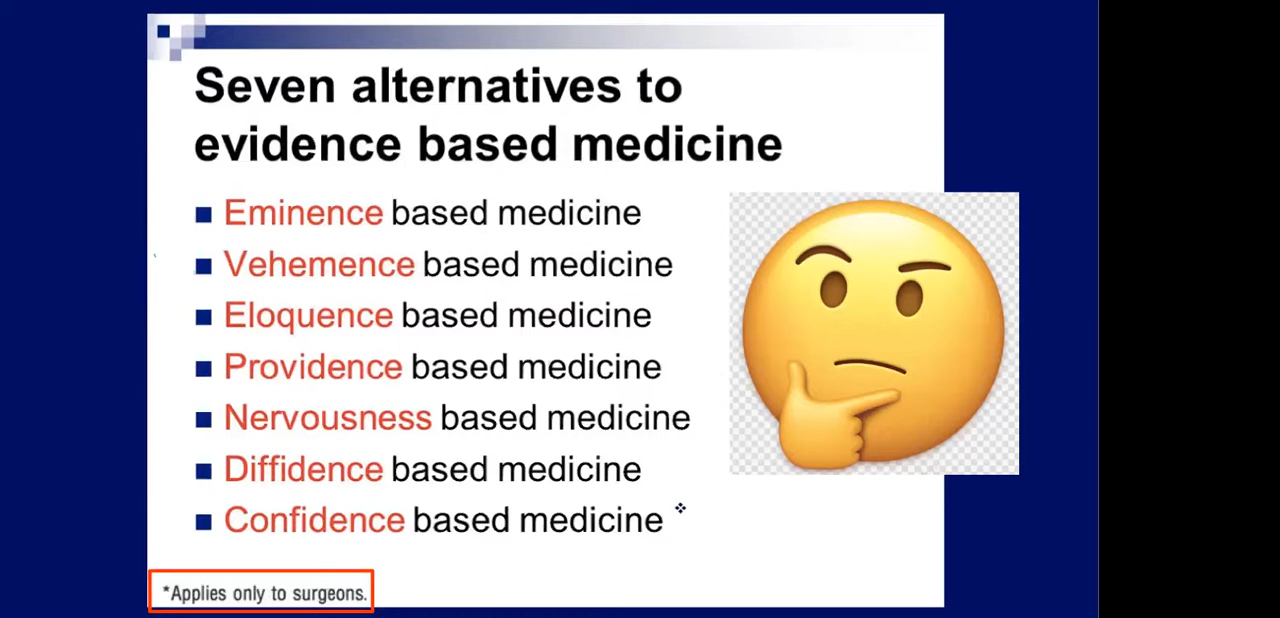 Seven alternatives to
evidence based medicine
Eminence based medicine
Vehemence based medicine
Eloquence based medicine
Providence based medicine
Nervousness based medicine
Diffidence based medicine
Confidence based medicine
*Applies only to surgeons.